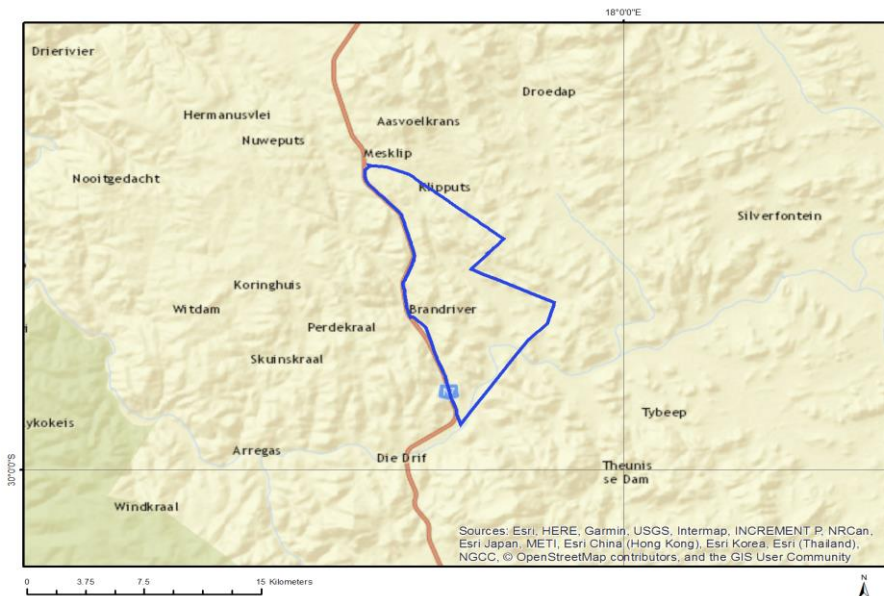 18°0'0"E
Drierivier
Droedap
Hermanusvlei
Aasvoelkrans
Nuweputs
Mesklip
Nooitgedacht
Klipputs
Silverfontein
Koringhuis
Witdam
Brandriver
Perdekraal
Skuinskraal
N7
Tybeep
ykokeis
Arregas
Die Drif
30°0'0"S
Theunis
se Dam
Windkraal
Sources: Esri, HERE, Garmin, USGS, Intermap, INCREMENT P, NRCan,
Esri Japan, METI, Esri China (Hong Kong), Esri Korea, Esri (Thailand),
NGCC, © OpenStreetMap contributors, and the GIS User Community
0 3.75 7.5 15 Kilometers
N